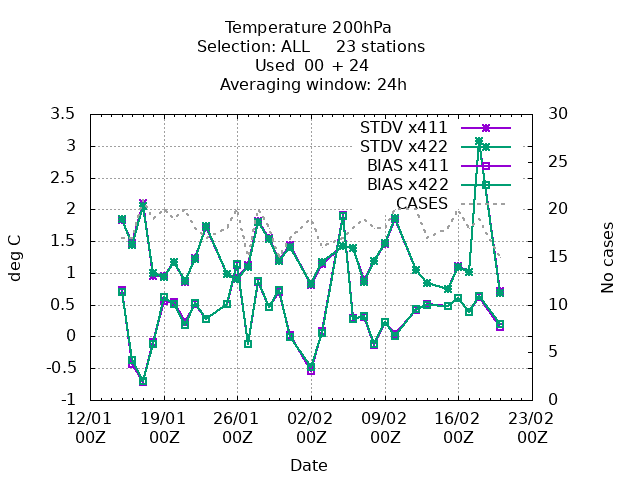 Temperature 200hPa
Selection: ALL 23 stations
Used 00 + 24
Averaging window: 24h
STDV x411
STDV x422
BIAS x411
BIAS x422
CASES
3.5
3
2.5
2
1.5
1
0.5
0
-0.5
-1
deg C
30
25
20
15
10
5
0
No cases
12/01 19/01 26/01 02/02 09/02 16/02 23/02
00Z 00Z 00Z 00Z 00Z 00Z 00Z
Date